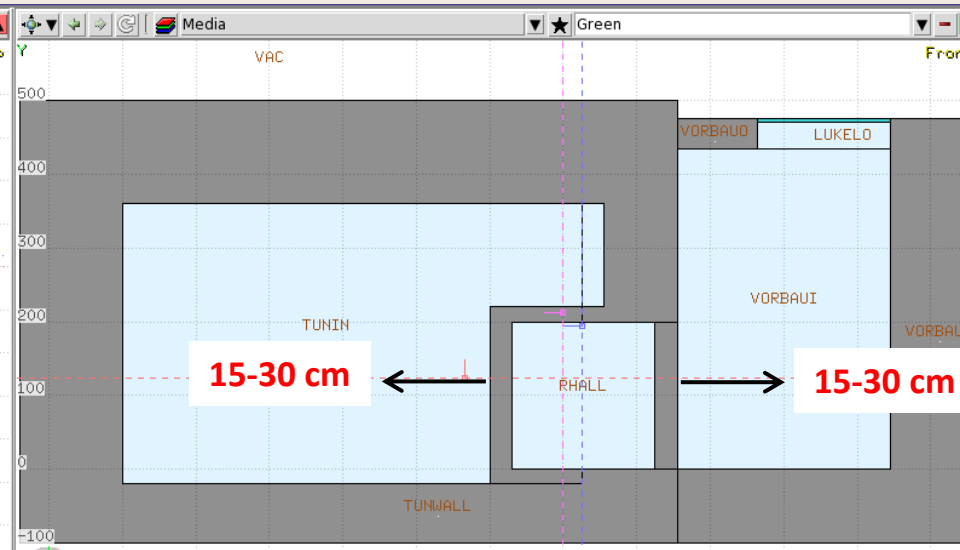 Media
Green
Y
VAC
Fron
500
VORBAUO
LUKELO
400
300
VORBAUI
200
TUNIN
VORBAU
15-30 cm
15-30 cm
100
RHALL
0
TUNWALL
-100